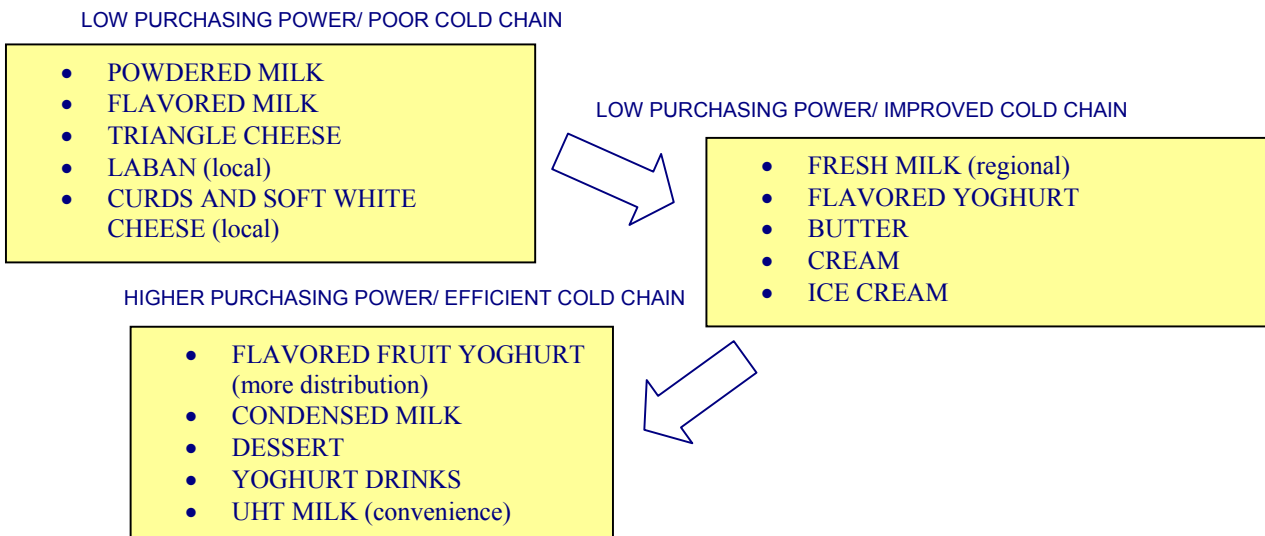 LOW PURCHASING POWER/ POOR COLD CHAIN
• POWDERED MILK
• FLAVORED MILK
• TRIANGLE CHEESE
• LABAN (local)
• CURDS AND SOFT WHITE
CHEESE (local)
LOW PURCHASING POWER/ IMPROVED COLD CHAIN
• FRESH MILK (regional)
• FLAVORED YOGHURT
• BUTTER
• CREAM
• ICE CREAM
HIGHER PURCHASING POWER/ EFFICIENT COLD CHAIN
• FLAVORED FRUIT YOGHURT
(more distribution)
• CONDENSED MILK
• DESSERT
• YOGHURT DRINKS
• UHT MILK (convenience)